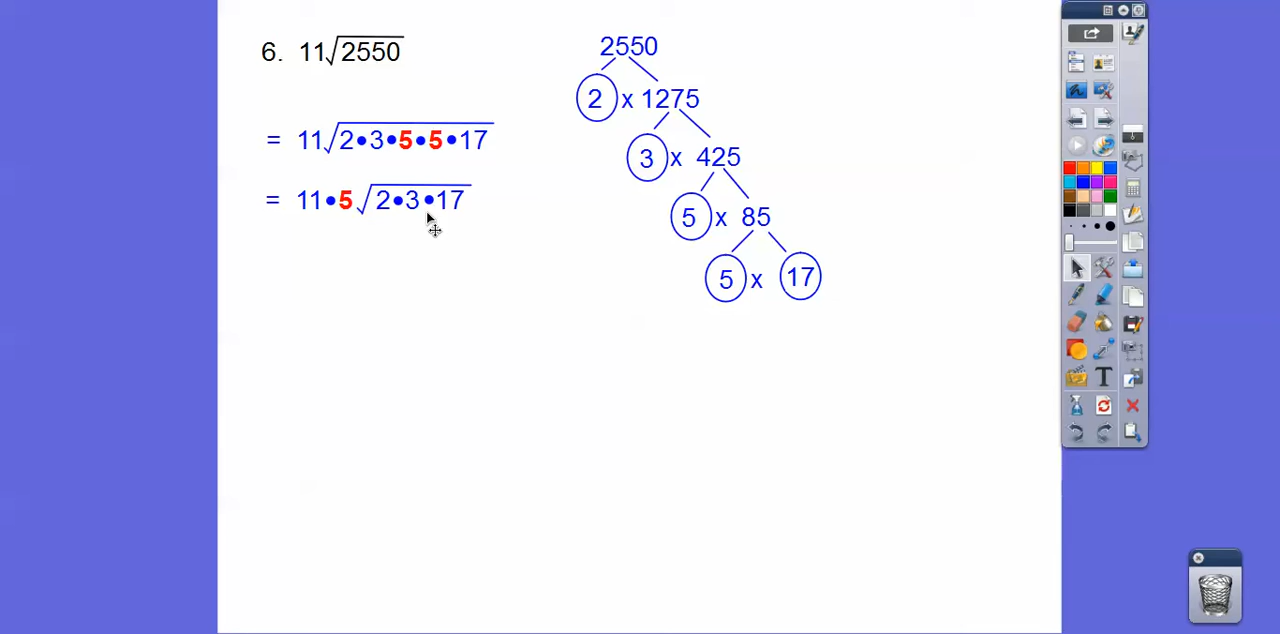 6. 11√2550
= 11√2•3•5•5•17
= 11•5√2•3•17
2550
2 x 1275
3 x 425
5 x 85
5 x 17
T